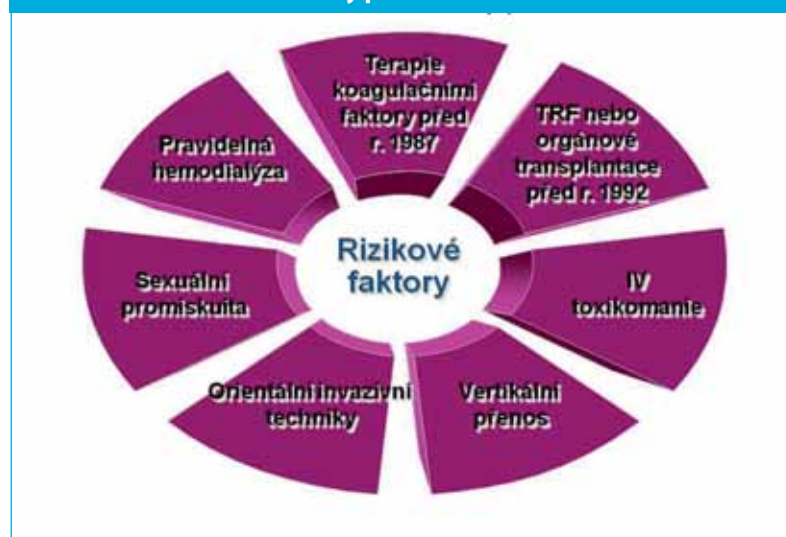 Terapie
koagulačními
faktory před
r. 1987
TRF nebo
orgánové
transplantace
před r. 1992
IV
toxikomanie
Vertikální
přenos
Orientální invazivní
techniky
Sexuální
promiskuita
Pravidelná
hemodialýza
Rizikové
faktory